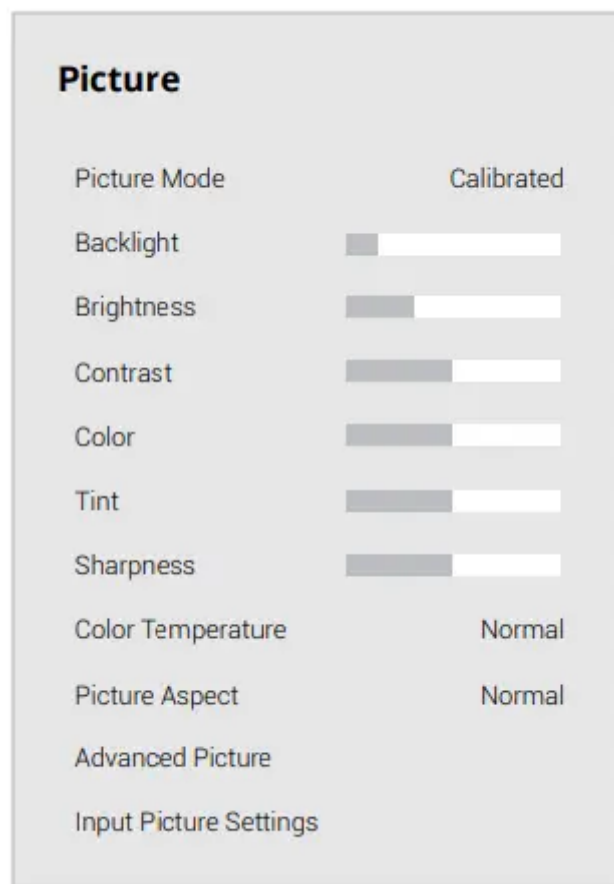 Picture
Picture Mode Calibrated
Backlight
Brightness
Contrast
Color
Tint
Sharpness
Color Temperature Normal
Picture Aspect Normal
Advanced Picture
Input Picture Settings